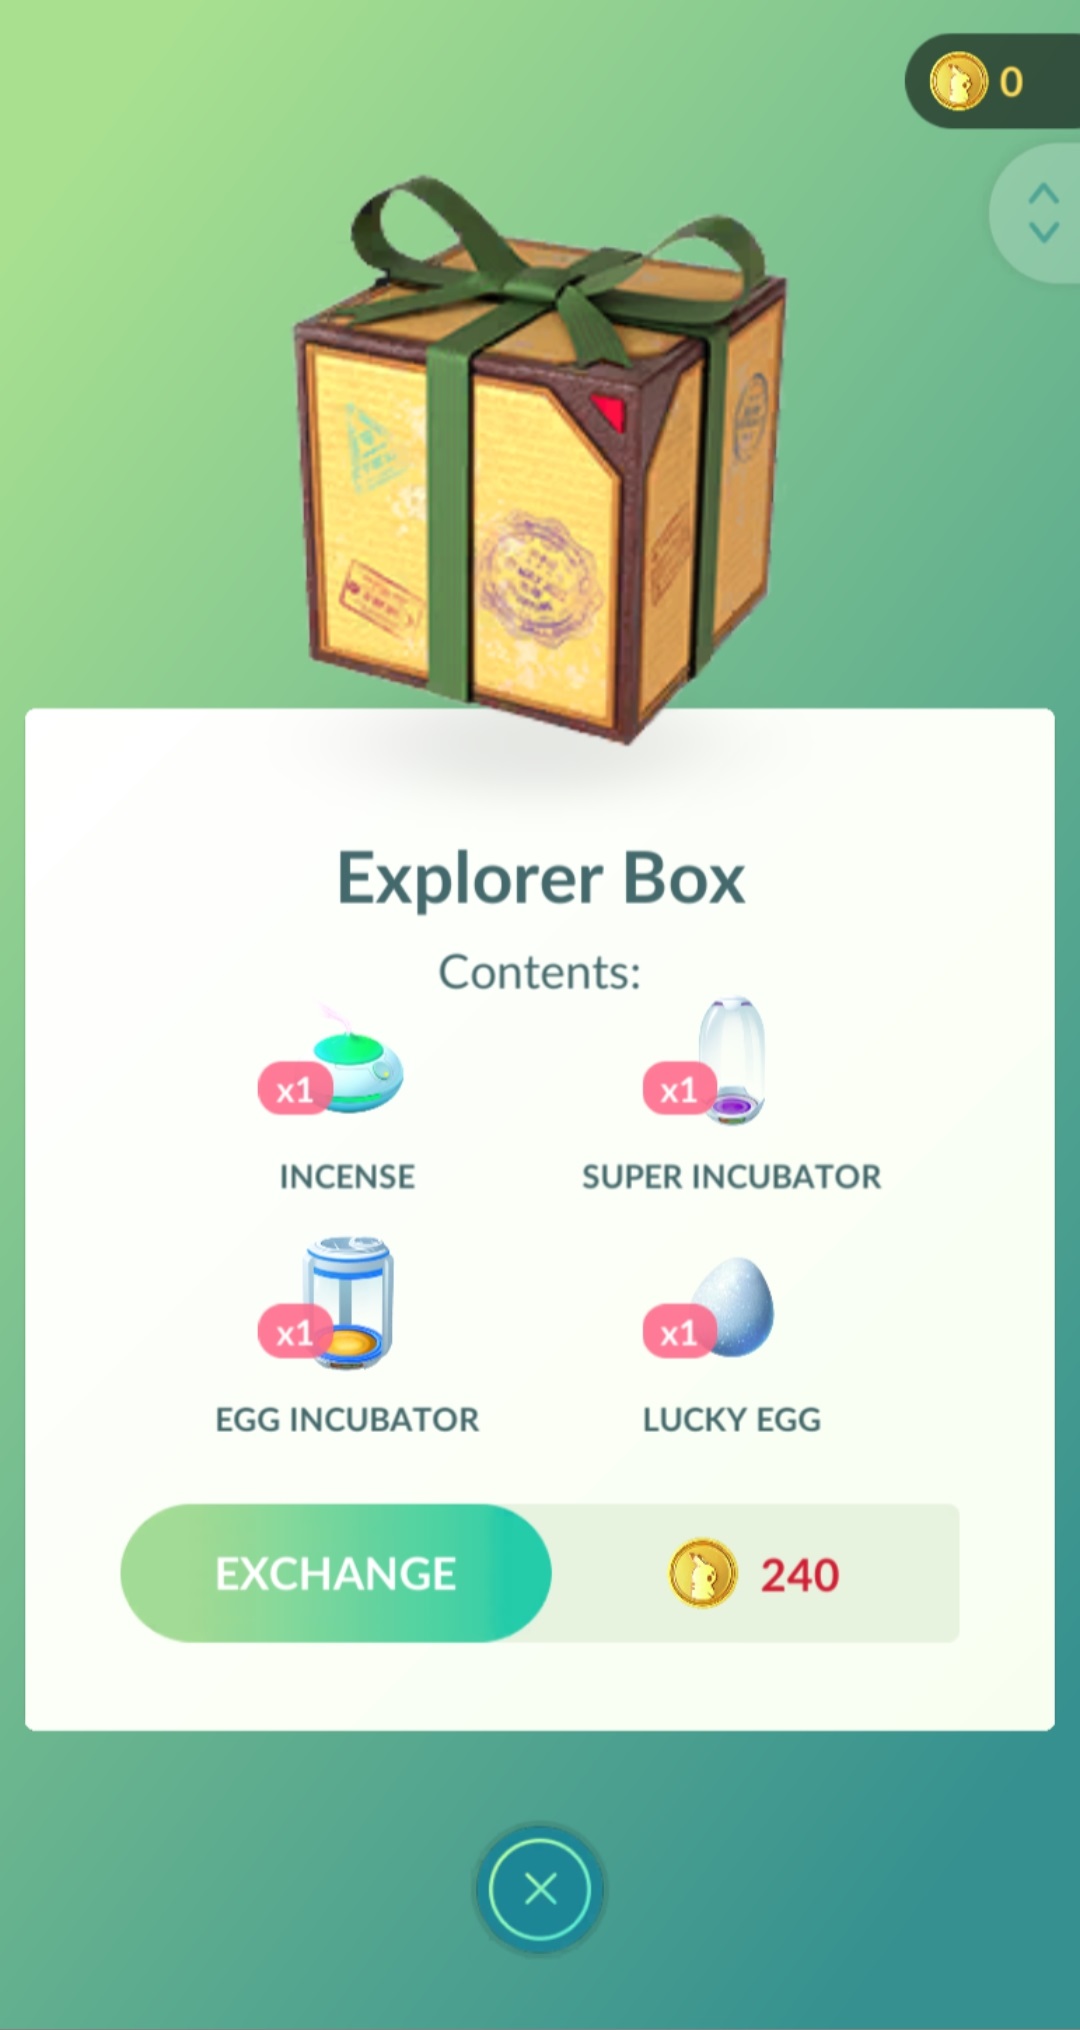 0
Explorer Box
Contents:
x1
x1
INCENSE
SUPER INCUBATOR
x1
x1
EGG INCUBATOR
LUCKY EGG
EXCHANGE
240